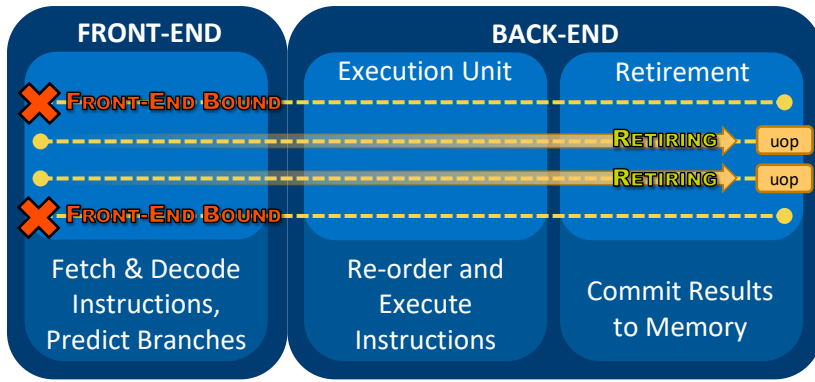 FRONT-END
BACK-END
Execution Unit
Retirement
FRONT-END BOUND
RETIRING
uop
RETIRING
uop
FRONT-END BOUND
Fetch & Decode
Instructions,
Predict Branches
Re-order and
Execute
Instructions
Commit Results
to Memory